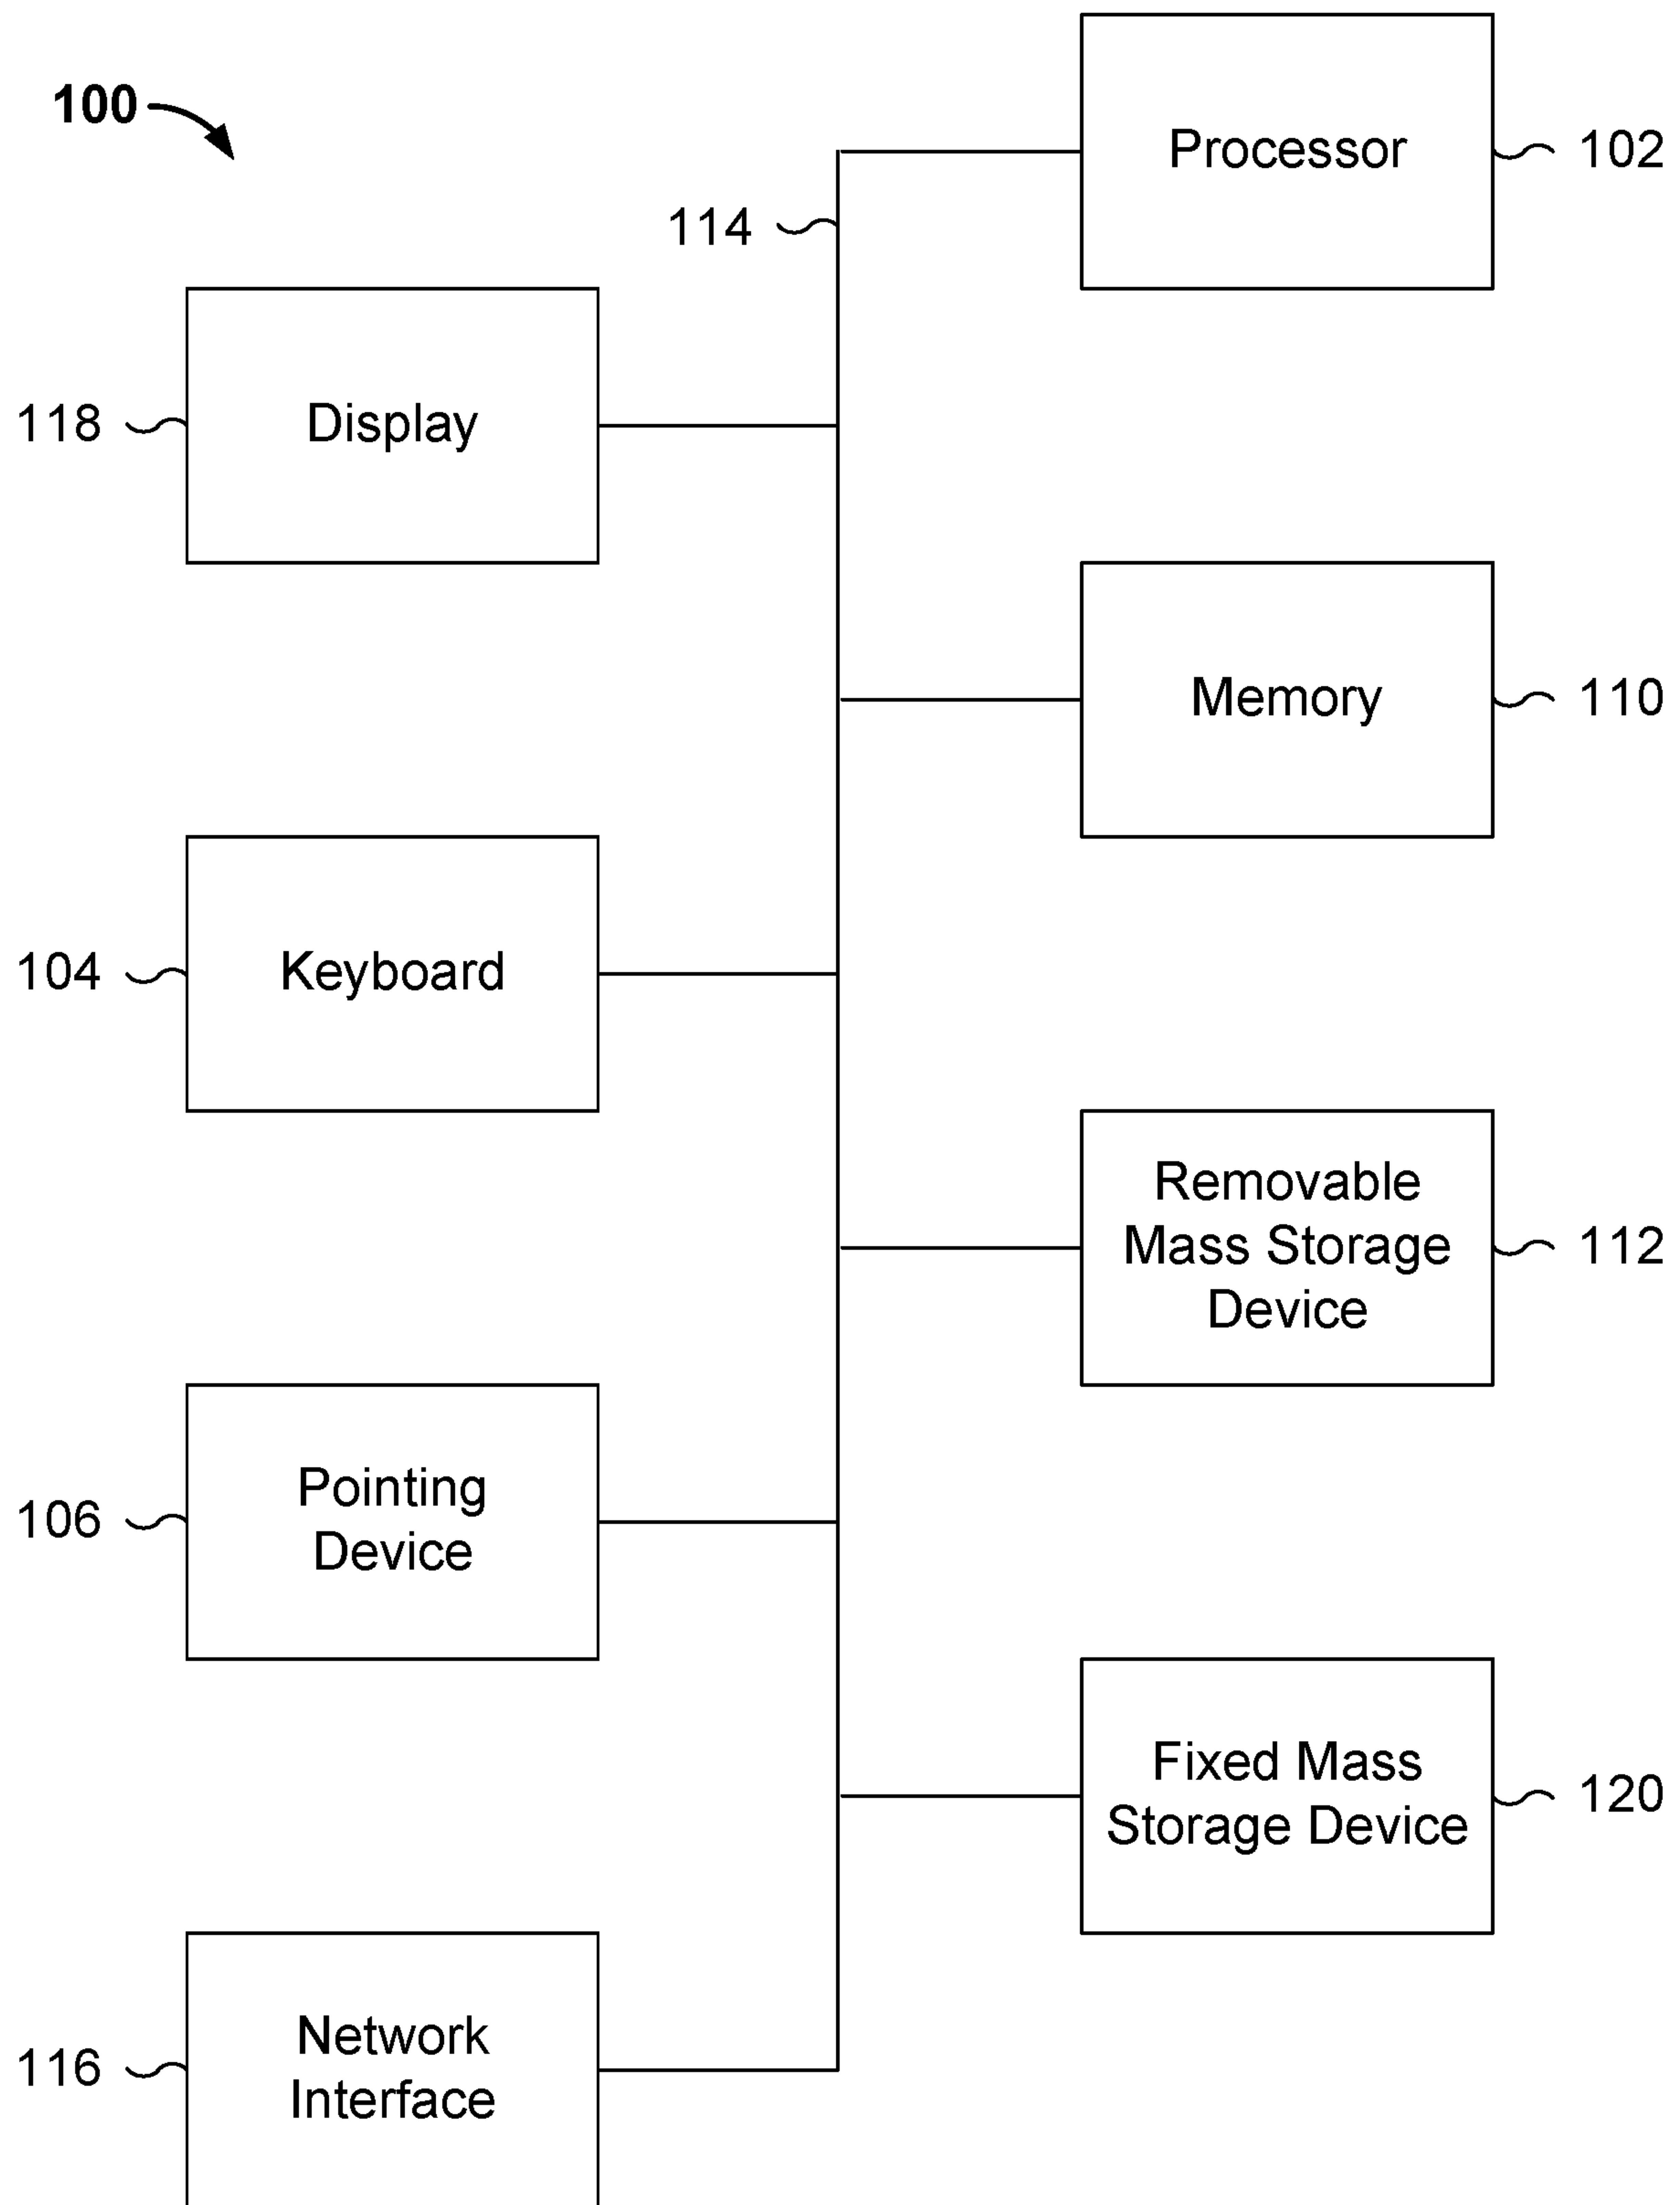 100
Processor
102
114
118
Display
Memory
110
104
Keyboard
Removable
Mass Storage
Device
112
106
Pointing
Device
Fixed Mass
Storage Device
120
116
Network
Interface